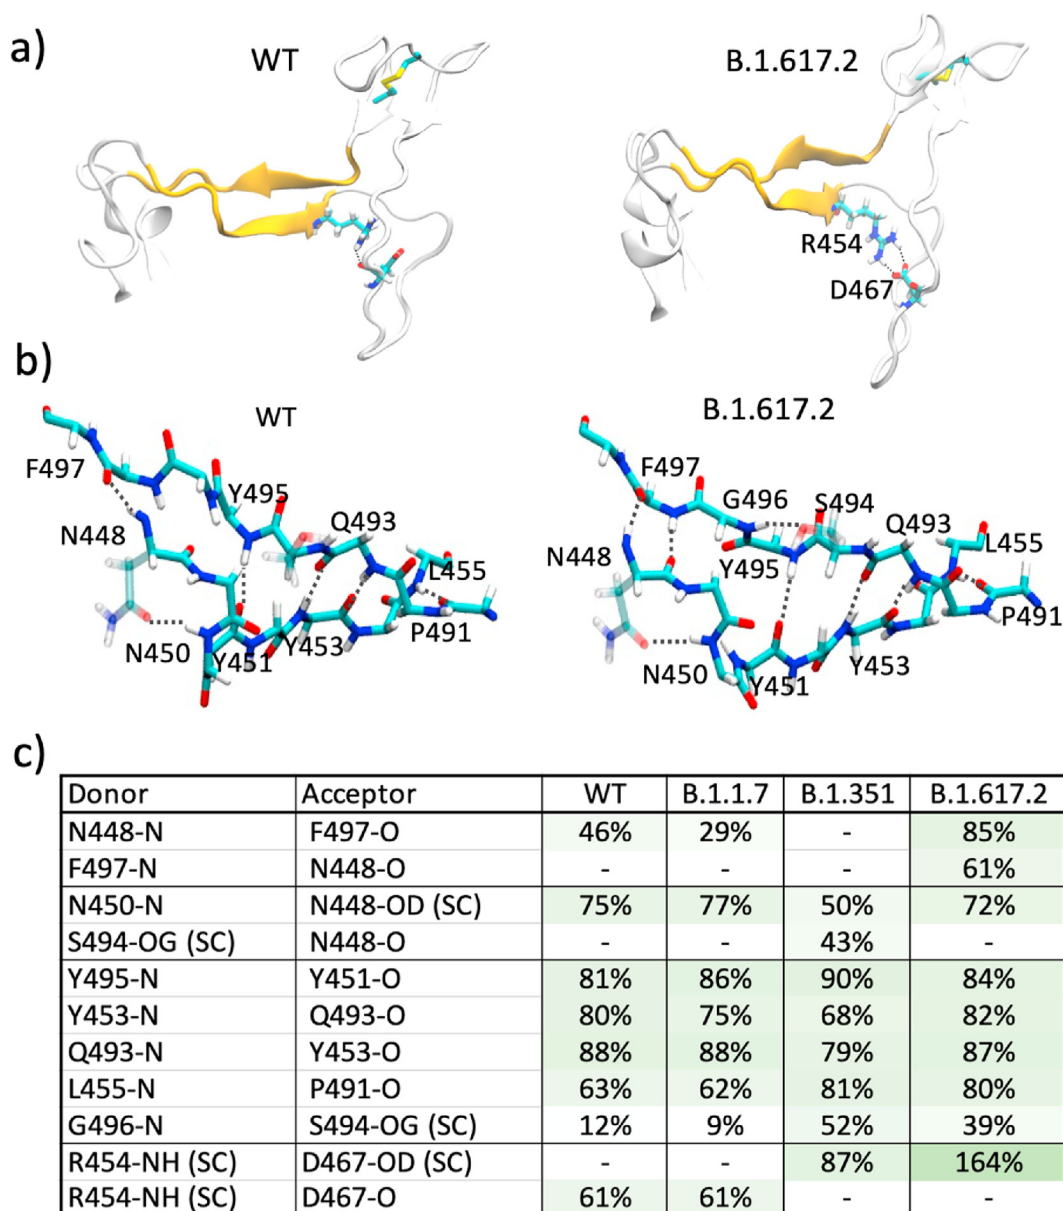 a)
WT
B.1.617.2
R454
D467
b)
WT
B.1.617.2
F497
Y495
N448
Q493
L455
N450
Y451
Y453
P491
F497
G496
S494
Q493
L455
N448
Y495
P491
N450
Y451
Y453
c)
Donor Acceptor WT B.1.1.7 B.1.351 B.1.617.2
N448-N F497-O 46% 29% - 85%
F497-N N448-O - - - 61%
N450-N N448-OD (SC) 75% 77% 50% 72%
S494-OG (SC) N448-O - - 43% -
Y495-N Y451-O 81% 86% 90% 84%
Y453-N Q493-O 80% 75% 68% 82%
Q493-N Y453-O 88% 88% 79% 87%
L455-N P491-O 63% 62% 81% 80%
G496-N S494-OG (SC) 12% 9% 52% 39%
R454-NH (SC) D467-OD (SC) - - 87% 164%
R454-NH (SC) D467-O 61% 61% - -